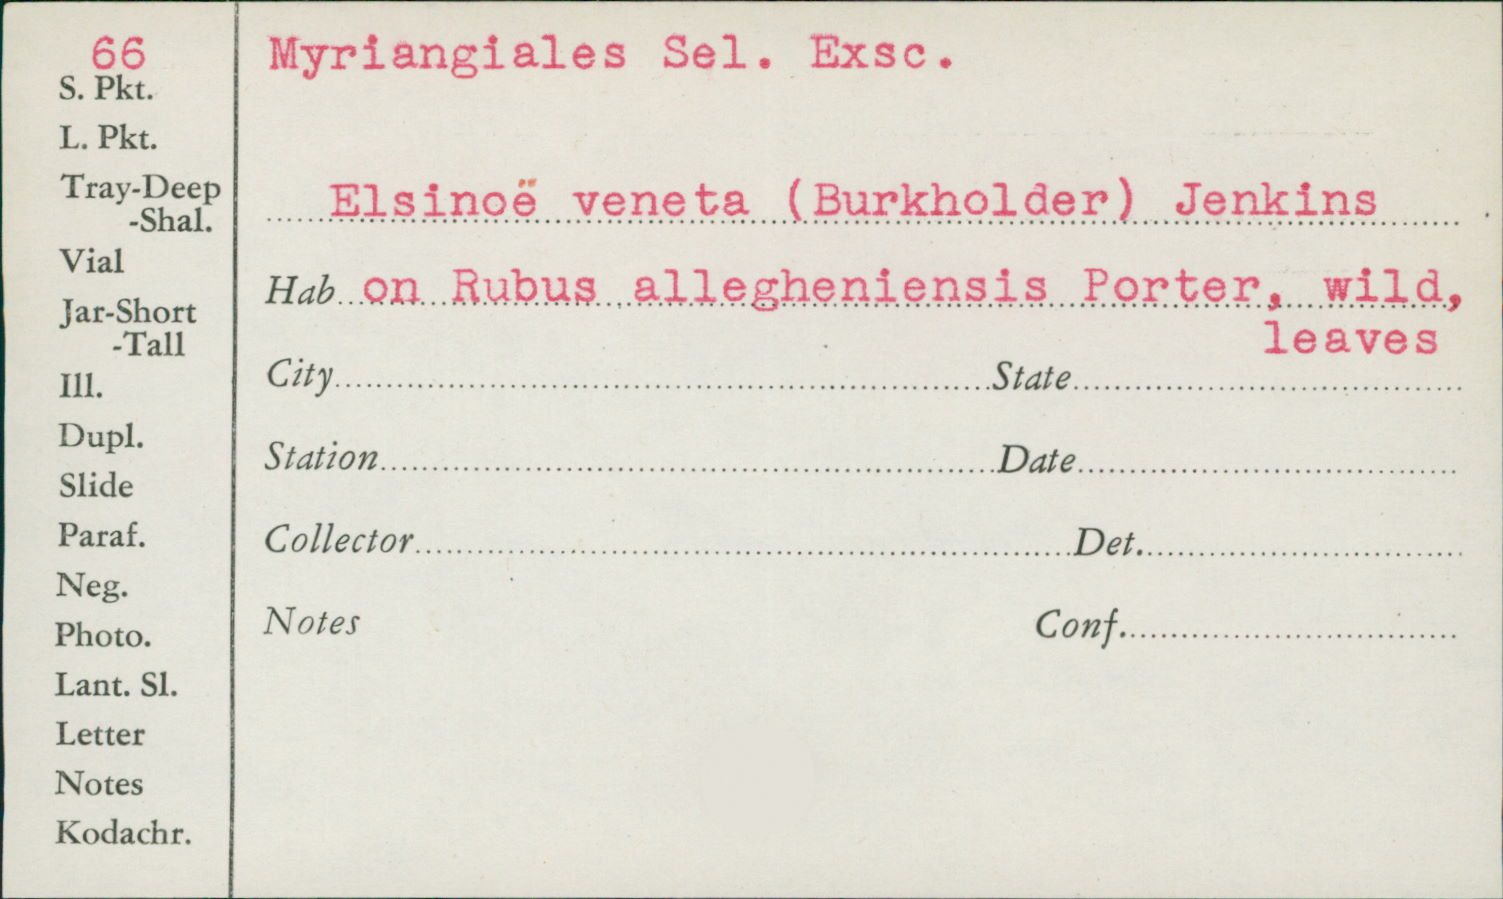 66
S. Pkt.
L. Pkt.
Tray-Deep
-Shal.
Vial
Jar-Short
-Tall
Ill.
Dupl.
Slide
Paraf.
Neg.
Photo.
Lant. Sl.
Letter
Notes
Kodachr.
Myriangiales Sel. Exsc.
Elsinoë veneta (Burkholder) Jenkins
Hab on Rubus allegheniensis Porter, wild,
leaves
City State
Station Date
Collector Det.
Notes Conf.